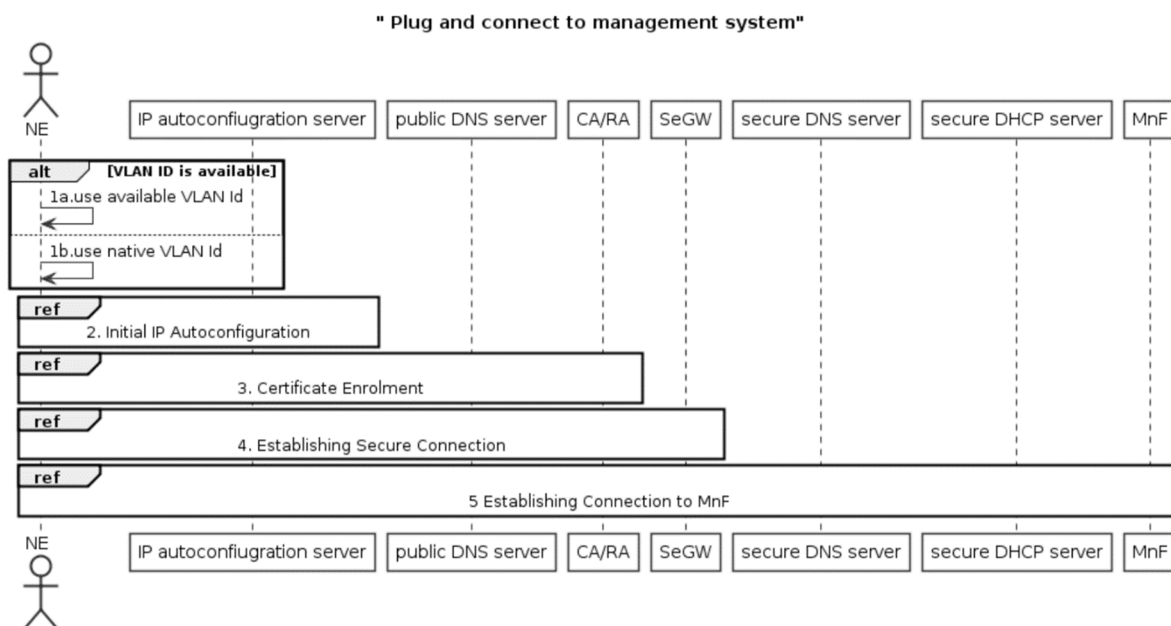 " Plug and connect to management system"
NE
IP autoconfiugration server
public DNS server
CA/RA
SeGW
secure DNS server
secure DHCP server
MnF
alt [VLAN ID is available]
1a.use available VLAN Id
1b.use native VLAN Id
ref
2. Initial IP Autoconfiguration
ref
3. Certificate Enrolment
ref
4. Establishing Secure Connection
ref
5 Establishing Connection to MnF
NE
IP autoconfiugration server
public DNS server
CA/RA
SeGW
secure DNS server
secure DHCP server
MnF